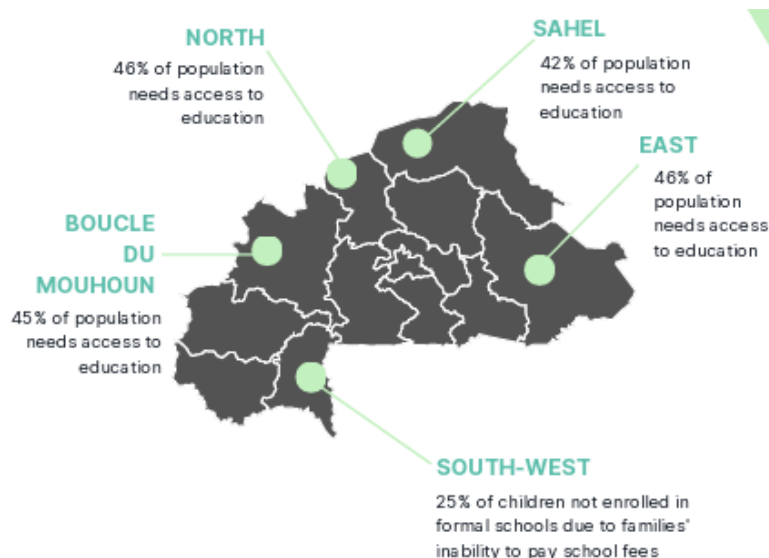 NORTH
46% of population
needs access to
education
SAHEL
42% of population
needs access to
education
EAST
46% of
population
needs access
to education
BOUCLE
DU
MOUHOUN
45% of population
needs access to
education
SOUTH-WEST
25% of children not enrolled in
formal schools due to families'
inability to pay school fees